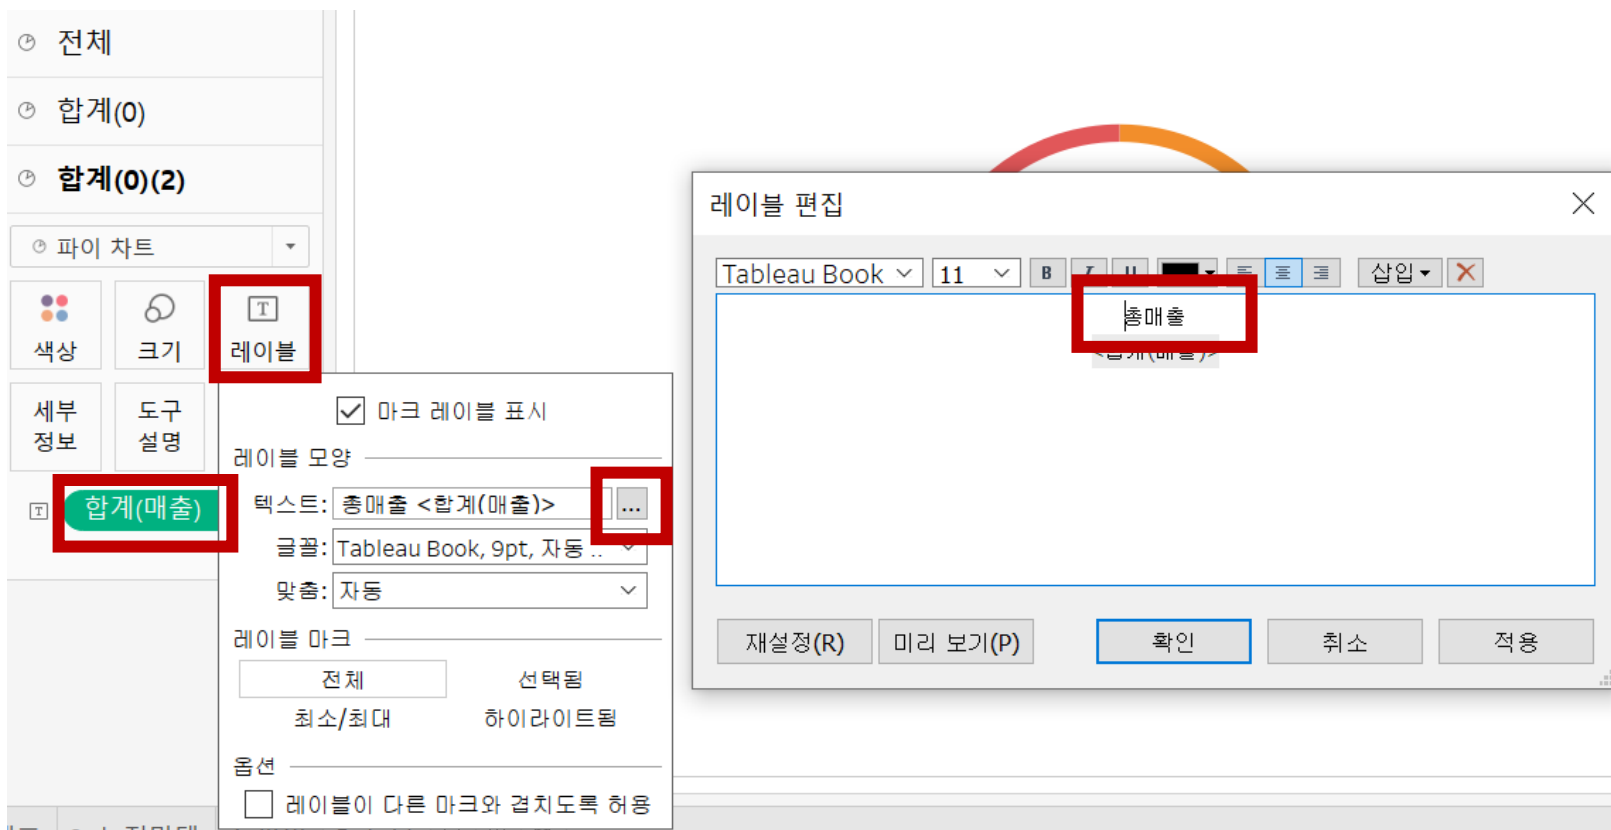 전체
합계(0)
합계(0)(2)
파이 차트
색상
크기
레이블
세부
정보
도구
설명
합계(매출)
마크 레이블 표시
레이블 모양
텍스트: 총매출 <합계(매출)> ...
글꼴: Tableau Book, 9pt, 자동 ..
맞춤: 자동
레이블 마크
전체 선택됨
최소/최대 하이라이트됨
옵션
레이블이 다른 마크와 겹치도록 허용
레이블 편집
Tableau Book 11 B I U 삽입
총매출
<합계(매출)>
재설정(R) 미리 보기(P) 확인 취소 적용